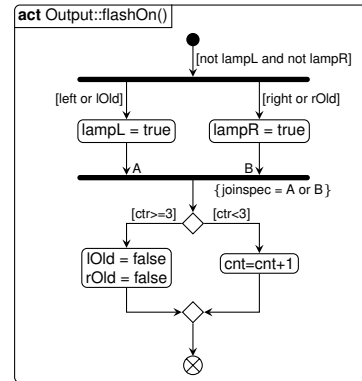 act Output::flashOn()
[not lampL and not lampR]
[left or lOld] [right or rOld]
lampL = true lampR = true
A B
{joinspec = A or B}
[ctr>=3] [ctr<3]
lOld = false
rOld = false
cnt=cnt+1